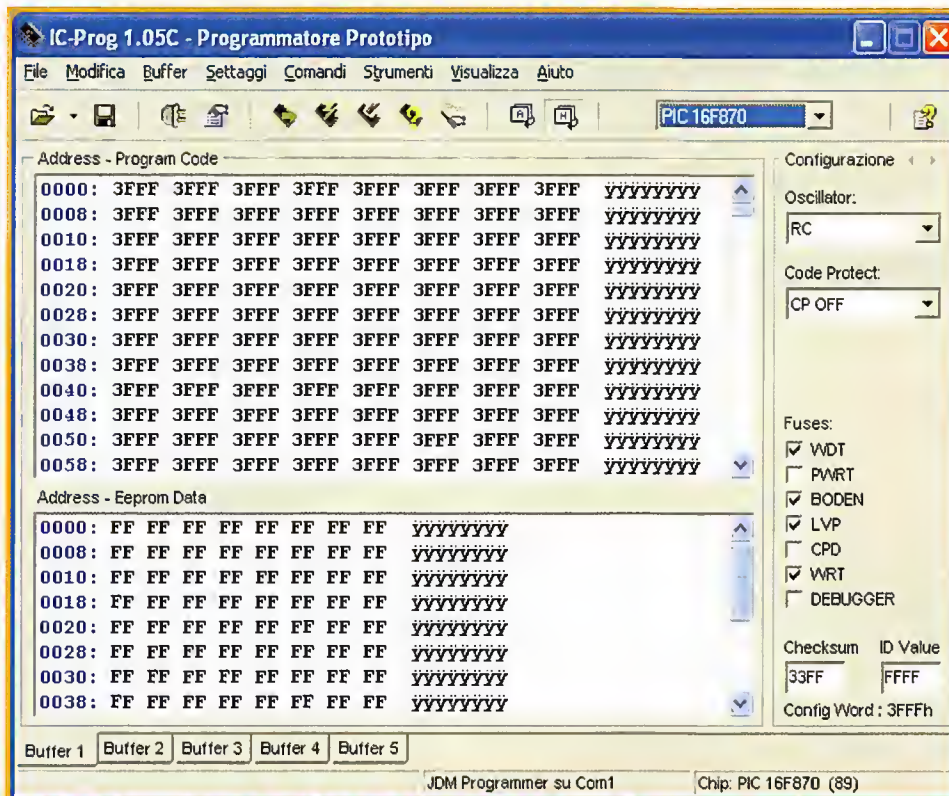 IC-Prog 1.05C - Programmatore Prototipo
File Modifica Buffer Settaggi Comandi Strumenti Visualizza Aiuto
PIC 16F870
Address - Program Code
0000: 3FFF 3FFF 3FFF 3FFF 3FFF 3FFF 3FFF 3FFF ÿÿÿÿÿÿÿÿ
0008: 3FFF 3FFF 3FFF 3FFF 3FFF 3FFF 3FFF 3FFF ÿÿÿÿÿÿÿÿ
0010: 3FFF 3FFF 3FFF 3FFF 3FFF 3FFF 3FFF 3FFF ÿÿÿÿÿÿÿÿ
0018: 3FFF 3FFF 3FFF 3FFF 3FFF 3FFF 3FFF 3FFF ÿÿÿÿÿÿÿÿ
0020: 3FFF 3FFF 3FFF 3FFF 3FFF 3FFF 3FFF 3FFF ÿÿÿÿÿÿÿÿ
0028: 3FFF 3FFF 3FFF 3FFF 3FFF 3FFF 3FFF 3FFF ÿÿÿÿÿÿÿÿ
0030: 3FFF 3FFF 3FFF 3FFF 3FFF 3FFF 3FFF 3FFF ÿÿÿÿÿÿÿÿ
0038: 3FFF 3FFF 3FFF 3FFF 3FFF 3FFF 3FFF 3FFF ÿÿÿÿÿÿÿÿ
0040: 3FFF 3FFF 3FFF 3FFF 3FFF 3FFF 3FFF 3FFF ÿÿÿÿÿÿÿÿ
0048: 3FFF 3FFF 3FFF 3FFF 3FFF 3FFF 3FFF 3FFF ÿÿÿÿÿÿÿÿ
0050: 3FFF 3FFF 3FFF 3FFF 3FFF 3FFF 3FFF 3FFF ÿÿÿÿÿÿÿÿ
0058: 3FFF 3FFF 3FFF 3FFF 3FFF 3FFF 3FFF 3FFF ÿÿÿÿÿÿÿÿ
Address - Eeprom Data
0000: FF FF FF FF FF FF FF FF ÿÿÿÿÿÿÿÿ
0008: FF FF FF FF FF FF FF FF ÿÿÿÿÿÿÿÿ
0010: FF FF FF FF FF FF FF FF ÿÿÿÿÿÿÿÿ
0018: FF FF FF FF FF FF FF FF ÿÿÿÿÿÿÿÿ
0020: FF FF FF FF FF FF FF FF ÿÿÿÿÿÿÿÿ
0028: FF FF FF FF FF FF FF FF ÿÿÿÿÿÿÿÿ
0030: FF FF FF FF FF FF FF FF ÿÿÿÿÿÿÿÿ
0038: FF FF FF FF FF FF FF FF ÿÿÿÿÿÿÿÿ
Configurazione
Oscillator:
RC
Code Protect:
CP OFF
Fuses:
WDT
PWRT
BODEN
LVP
CPD
WRT
DEBUGGER
Checksum ID Value
33FF FFFF
Config Word : 3FFFh
Buffer 1 Buffer 2 Buffer 3 Buffer 4 Buffer 5
JDM Programmer su Com1 Chip: PIC 16F870 (89)